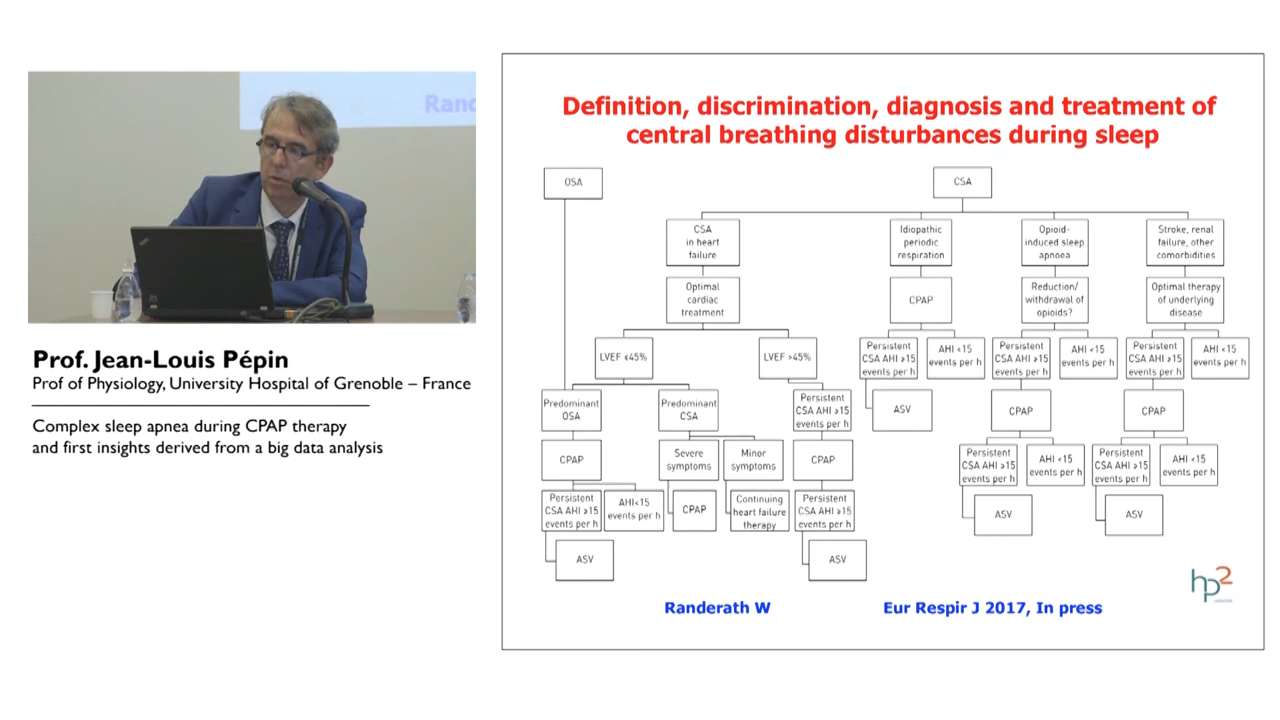 Ranc
Prof. Jean-Louis Pépin
Prof of Physiology, University Hospital of Grenoble – France
Complex sleep apnea during CPAP therapy
and first insights derived from a big data analysis
Definition, discrimination, diagnosis and treatment of
central breathing disturbances during sleep
OSA
CSA
CSA
in heart
failure
Idiopathic
periodic
respiration
Opioid-
induced sleep
apnoea
Stroke, renal
failure, other
comorbidities
Optimal
cardiac
treatment
CPAP
Reduction/
withdrawal of
opioids?
Optimal therapy
of underlying
disease
LVEF ≤45%
LVEF >45%
Persistent
CSA AHI ≥15
events per h
AHI <15
events per h
Persistent
CSA AHI ≥15
events per h
AHI <15
events per h
Persistent
CSA AHI ≥15
events per h
AHI <15
events per h
Predominant
OSA
Predominant
CSA
Persistent
CSA AHI ≥15
events per h
ASV
CPAP
CPAP
CPAP
Severe
symptoms
Minor
symptoms
CPAP
Persistent
CSA AHI ≥15
events per h
AHI <15
events per h
Persistent
CSA AHI ≥15
events per h
AHI <15
events per h
Persistent
CSA AHI ≥15
events per h
AHI<15
events per h
CPAP
Continuing
heart failure
therapy
Persistent
CSA AHI ≥15
events per h
ASV
ASV
ASV
ASV
hp2
Randerath W
Eur Respir J 2017, In press